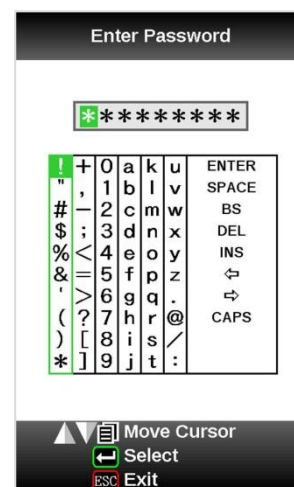 Enter Password
*********
! + 0 a k u ENTER
" , 1 b l v SPACE
# - 2 c m w BS
$ ; 3 d n x DEL
% < 4 e o y INS
& = 5 f p z ⇦
' > 6 g q . ⇨
( ? 7 h r @ CAPS
) [ 8 i s /
* ] 9 j t :
Move Cursor
Select
ESC Exit